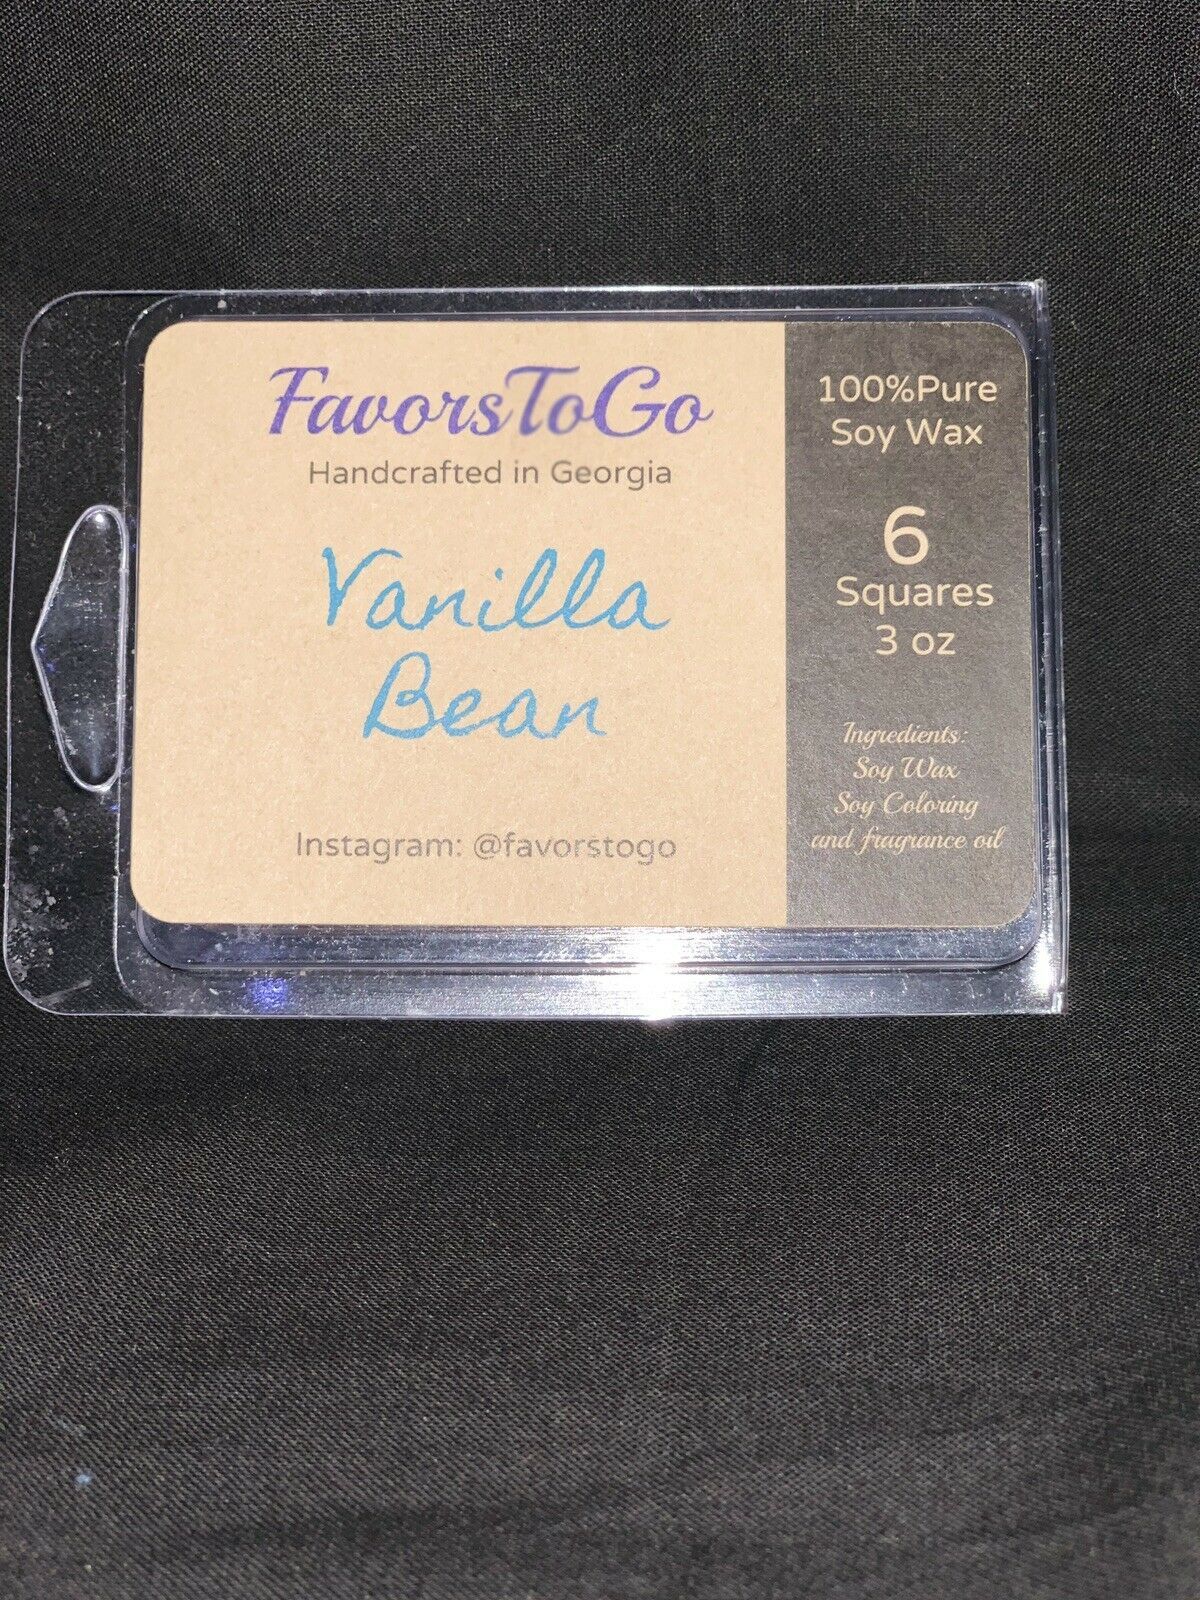 FavorsToGo
Handcrafted in Georgia
Vanilla
Bean
Instagram: @favorstogo
100%Pure
Soy Wax
6
Squares
3 oz
Ingredients:
Soy Wax
Soy Coloring
and fragrance oil